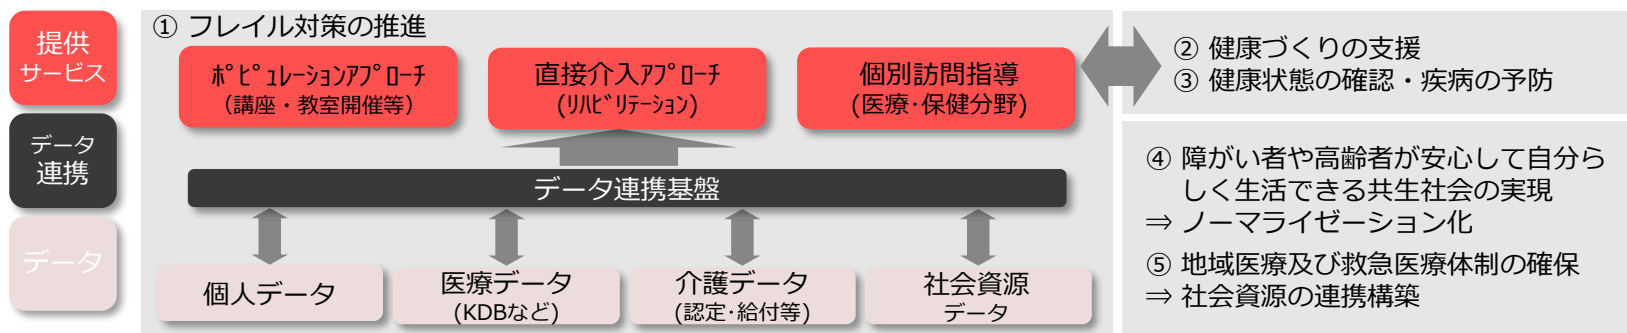 提供
サービス
データ
連携
データ
① フレイル対策の推進
ﾎﾟﾋﾟｭﾚｰｼｮﾝｱﾌﾟﾛｰﾁ
（講座・教室開催等）
直接介入ｱﾌﾟﾛｰﾁ
(ﾘﾊﾋﾞﾘﾃｰｼｮﾝ)
個別訪問指導
(医療･保健分野)
データ連携基盤
個人データ
医療データ
(KDBなど)
介護データ
(認定･給付等)
社会資源
データ
② 健康づくりの支援
③ 健康状態の確認・疾病の予防
④ 障がい者や高齢者が安心して自分ら
しく生活できる共生社会の実現
⇒ ノーマライゼーション化
⑤ 地域医療及び救急医療体制の確保
⇒ 社会資源の連携構築